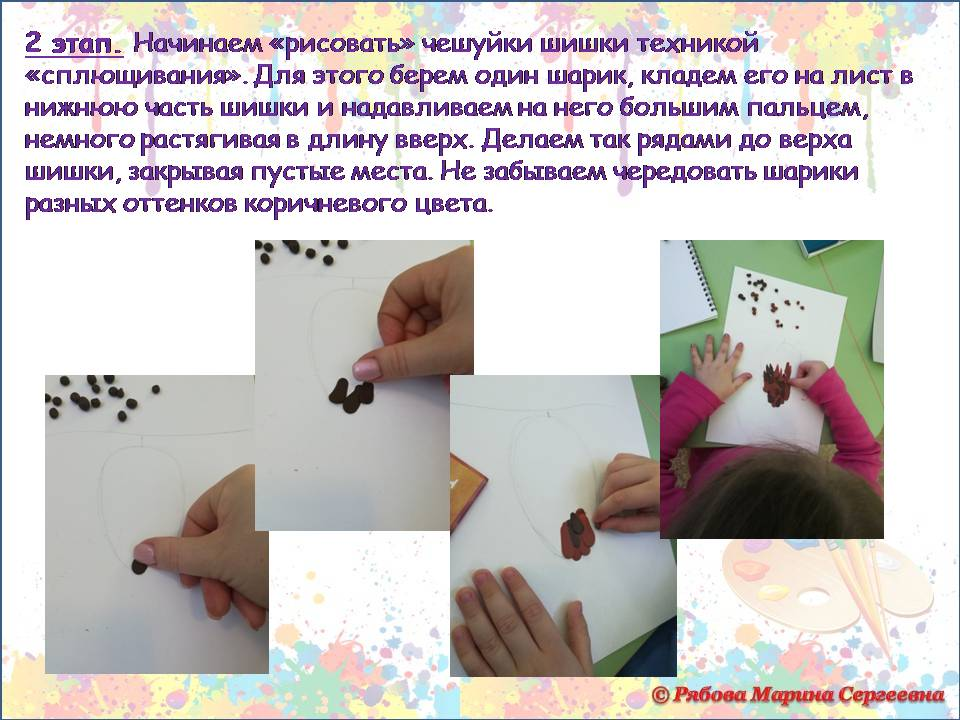 2 этап. Начинаем «рисовать» чешуйки шишки техникой
«сплющивания». Для этого берем один шарик, кладем его на лист в
нижнюю часть шишки и надавливаем на него большим пальцем,
немного растягивая в длину вверх. Делаем так рядами до верха
шишки, закрывая пустые места. Не забываем чередовать шарики
разных оттенков коричневого цвета.
© Рябова Марина Сергеевна